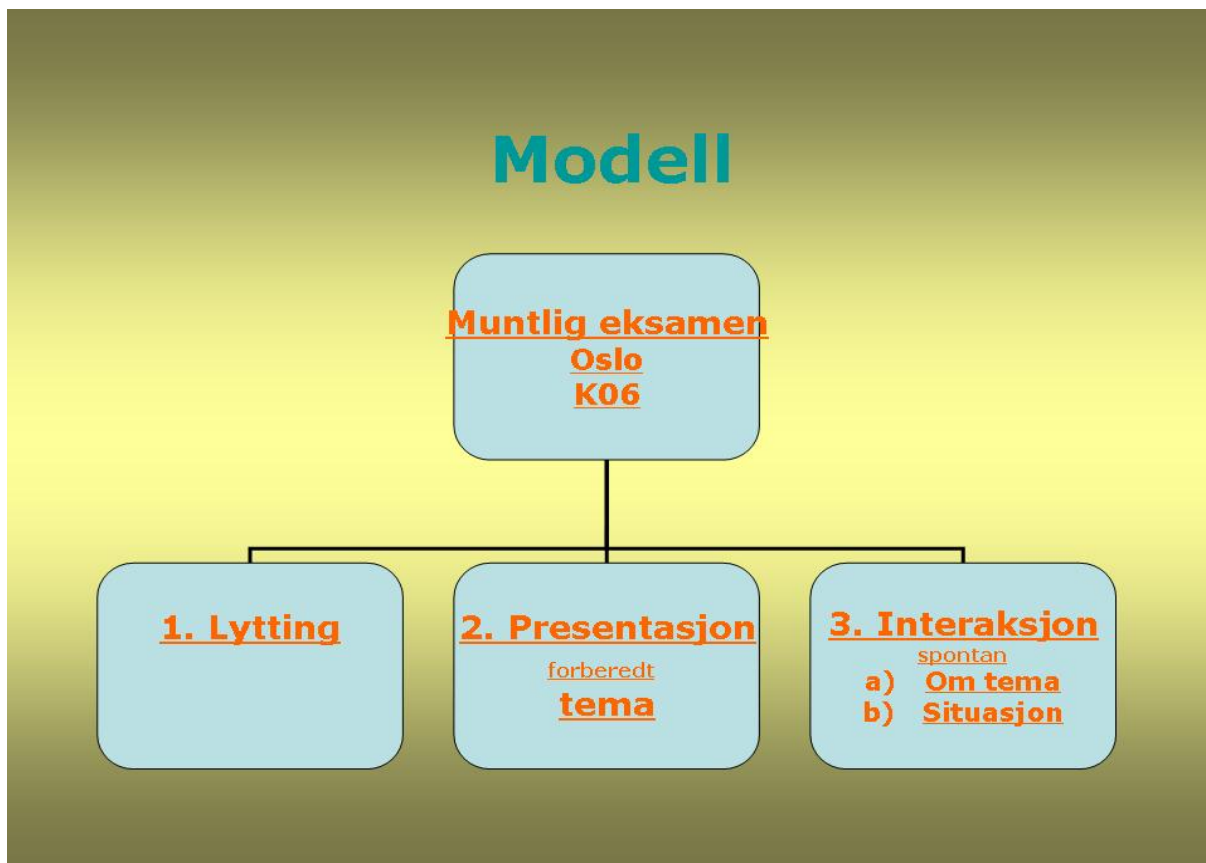 Modell
Muntlig eksamen
Oslo
K06
1. Lytting
2. Presentasjon
forberedt
tema
3. Interaksjon
spontan
a) Om tema
b) Situasjon